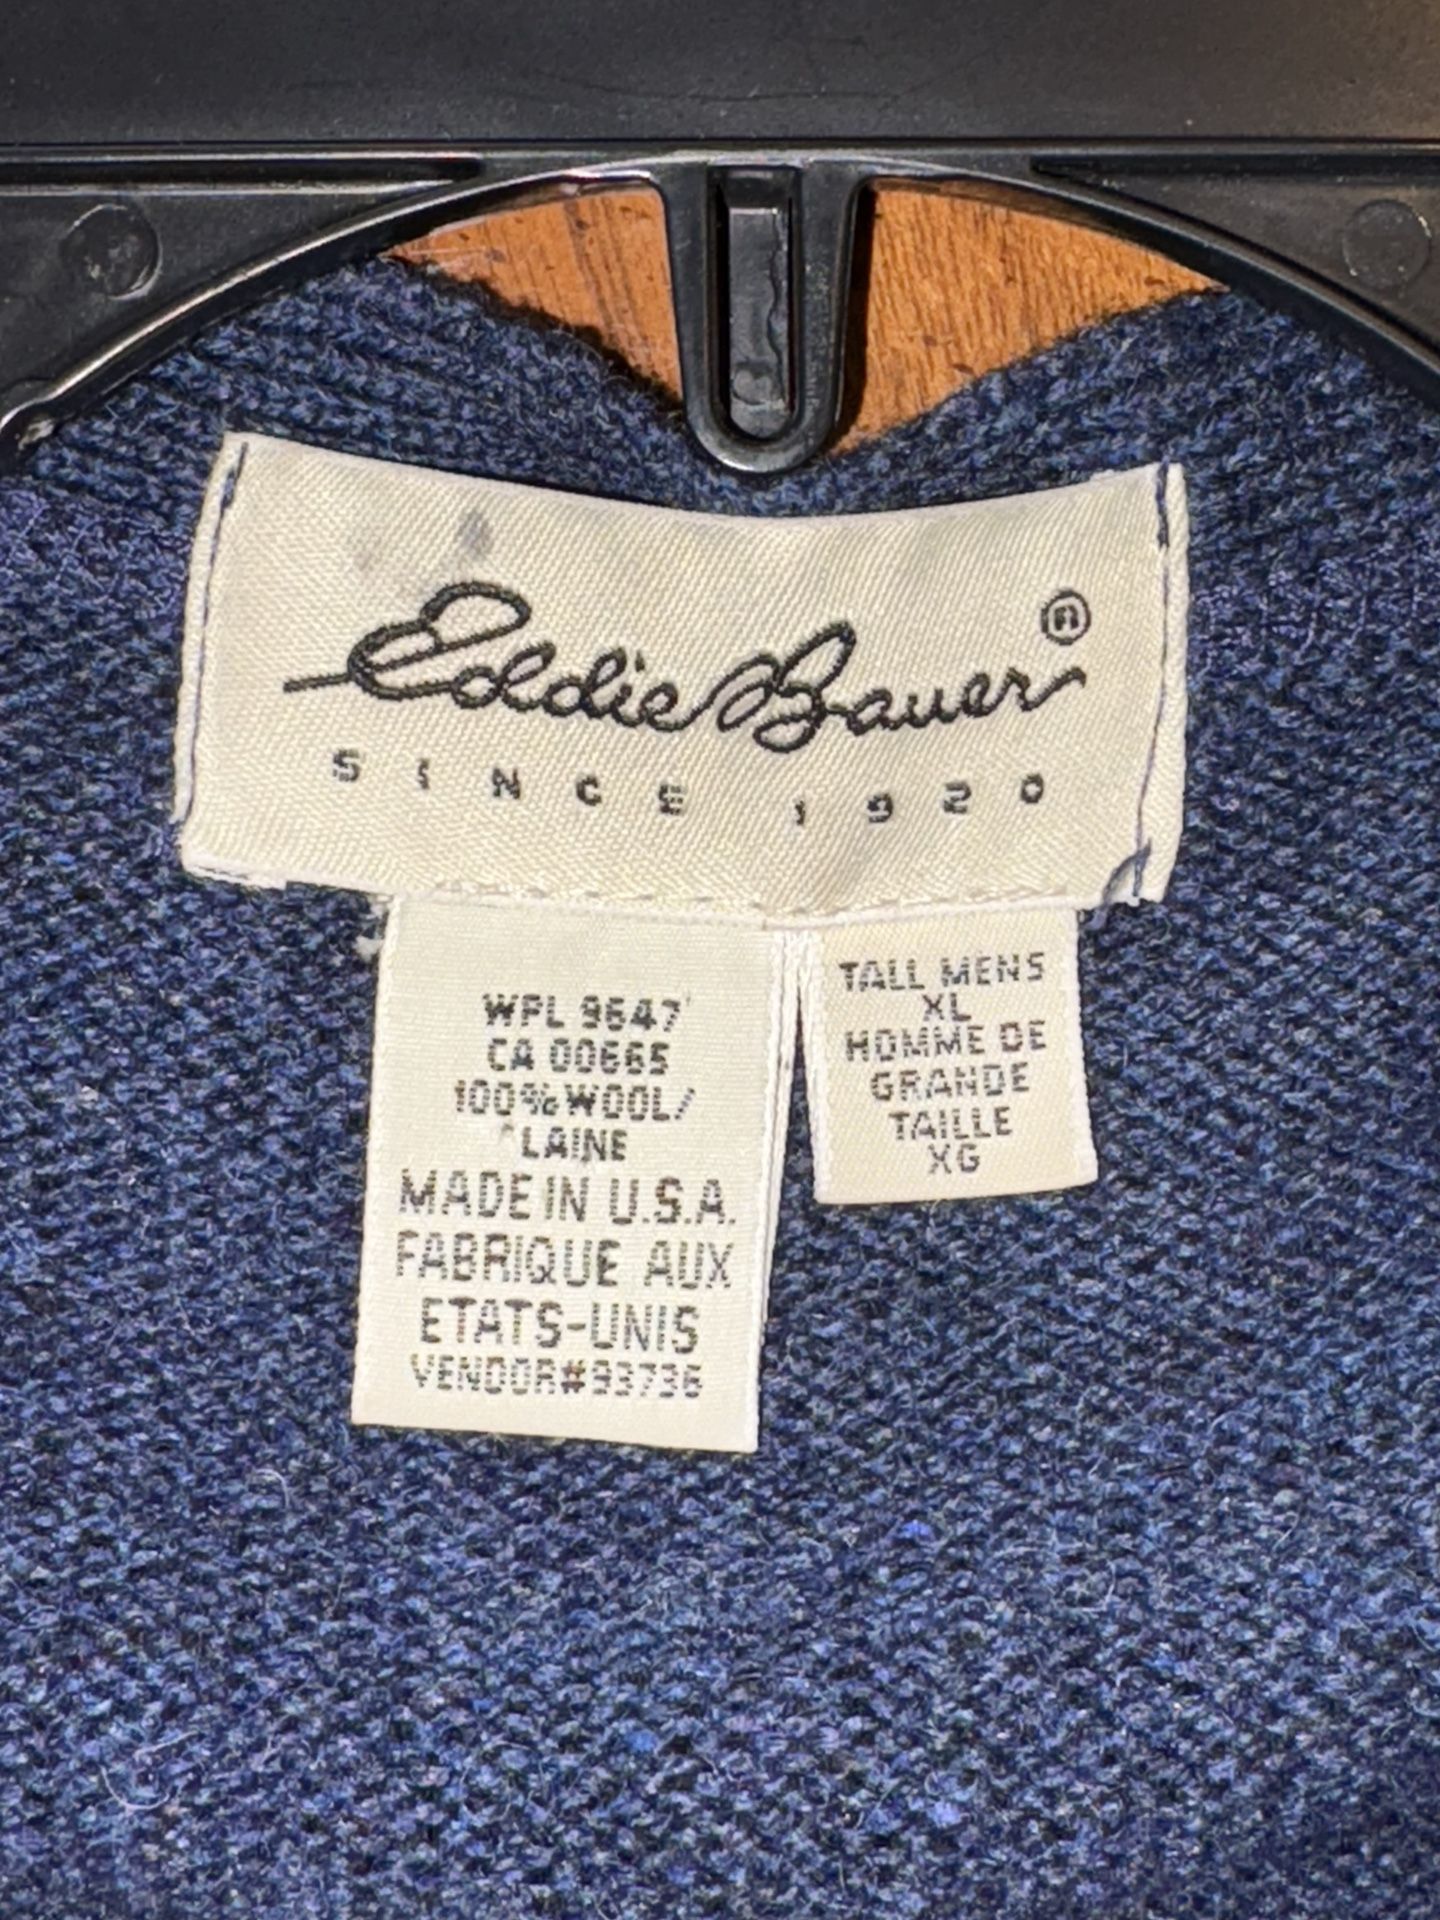 Eddie Bauer®
SINCE 1920
WPL 9647
CA 00665
100% WOOL/
LAINE
MADE IN U.S.A.
FABRIQUE AUX
ETATS-UNIS
VENDOR#93736
TALL MENS
XL
HOMME DE
GRANDE
TAILLE
XG